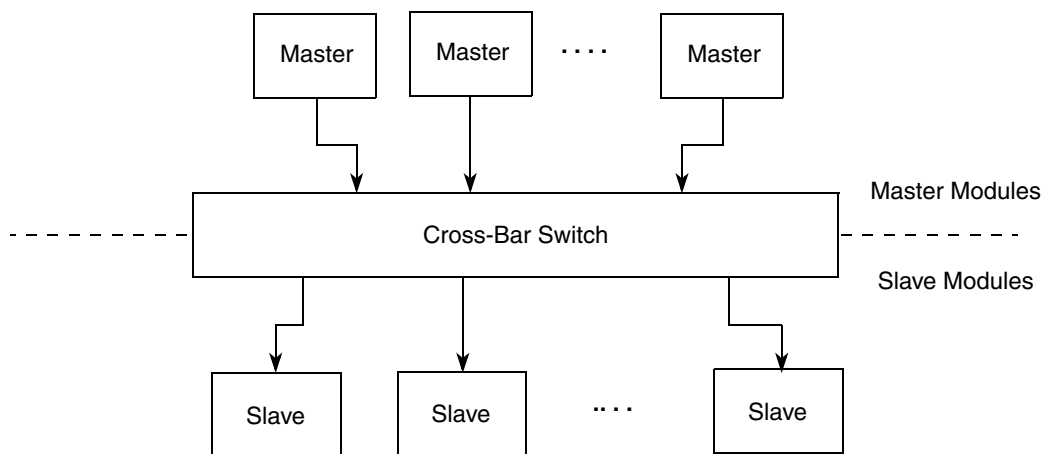 Master
Master
. . . .
Master
Master Modules
Cross-Bar Switch
Slave Modules
Slave
Slave
.. . .
Slave